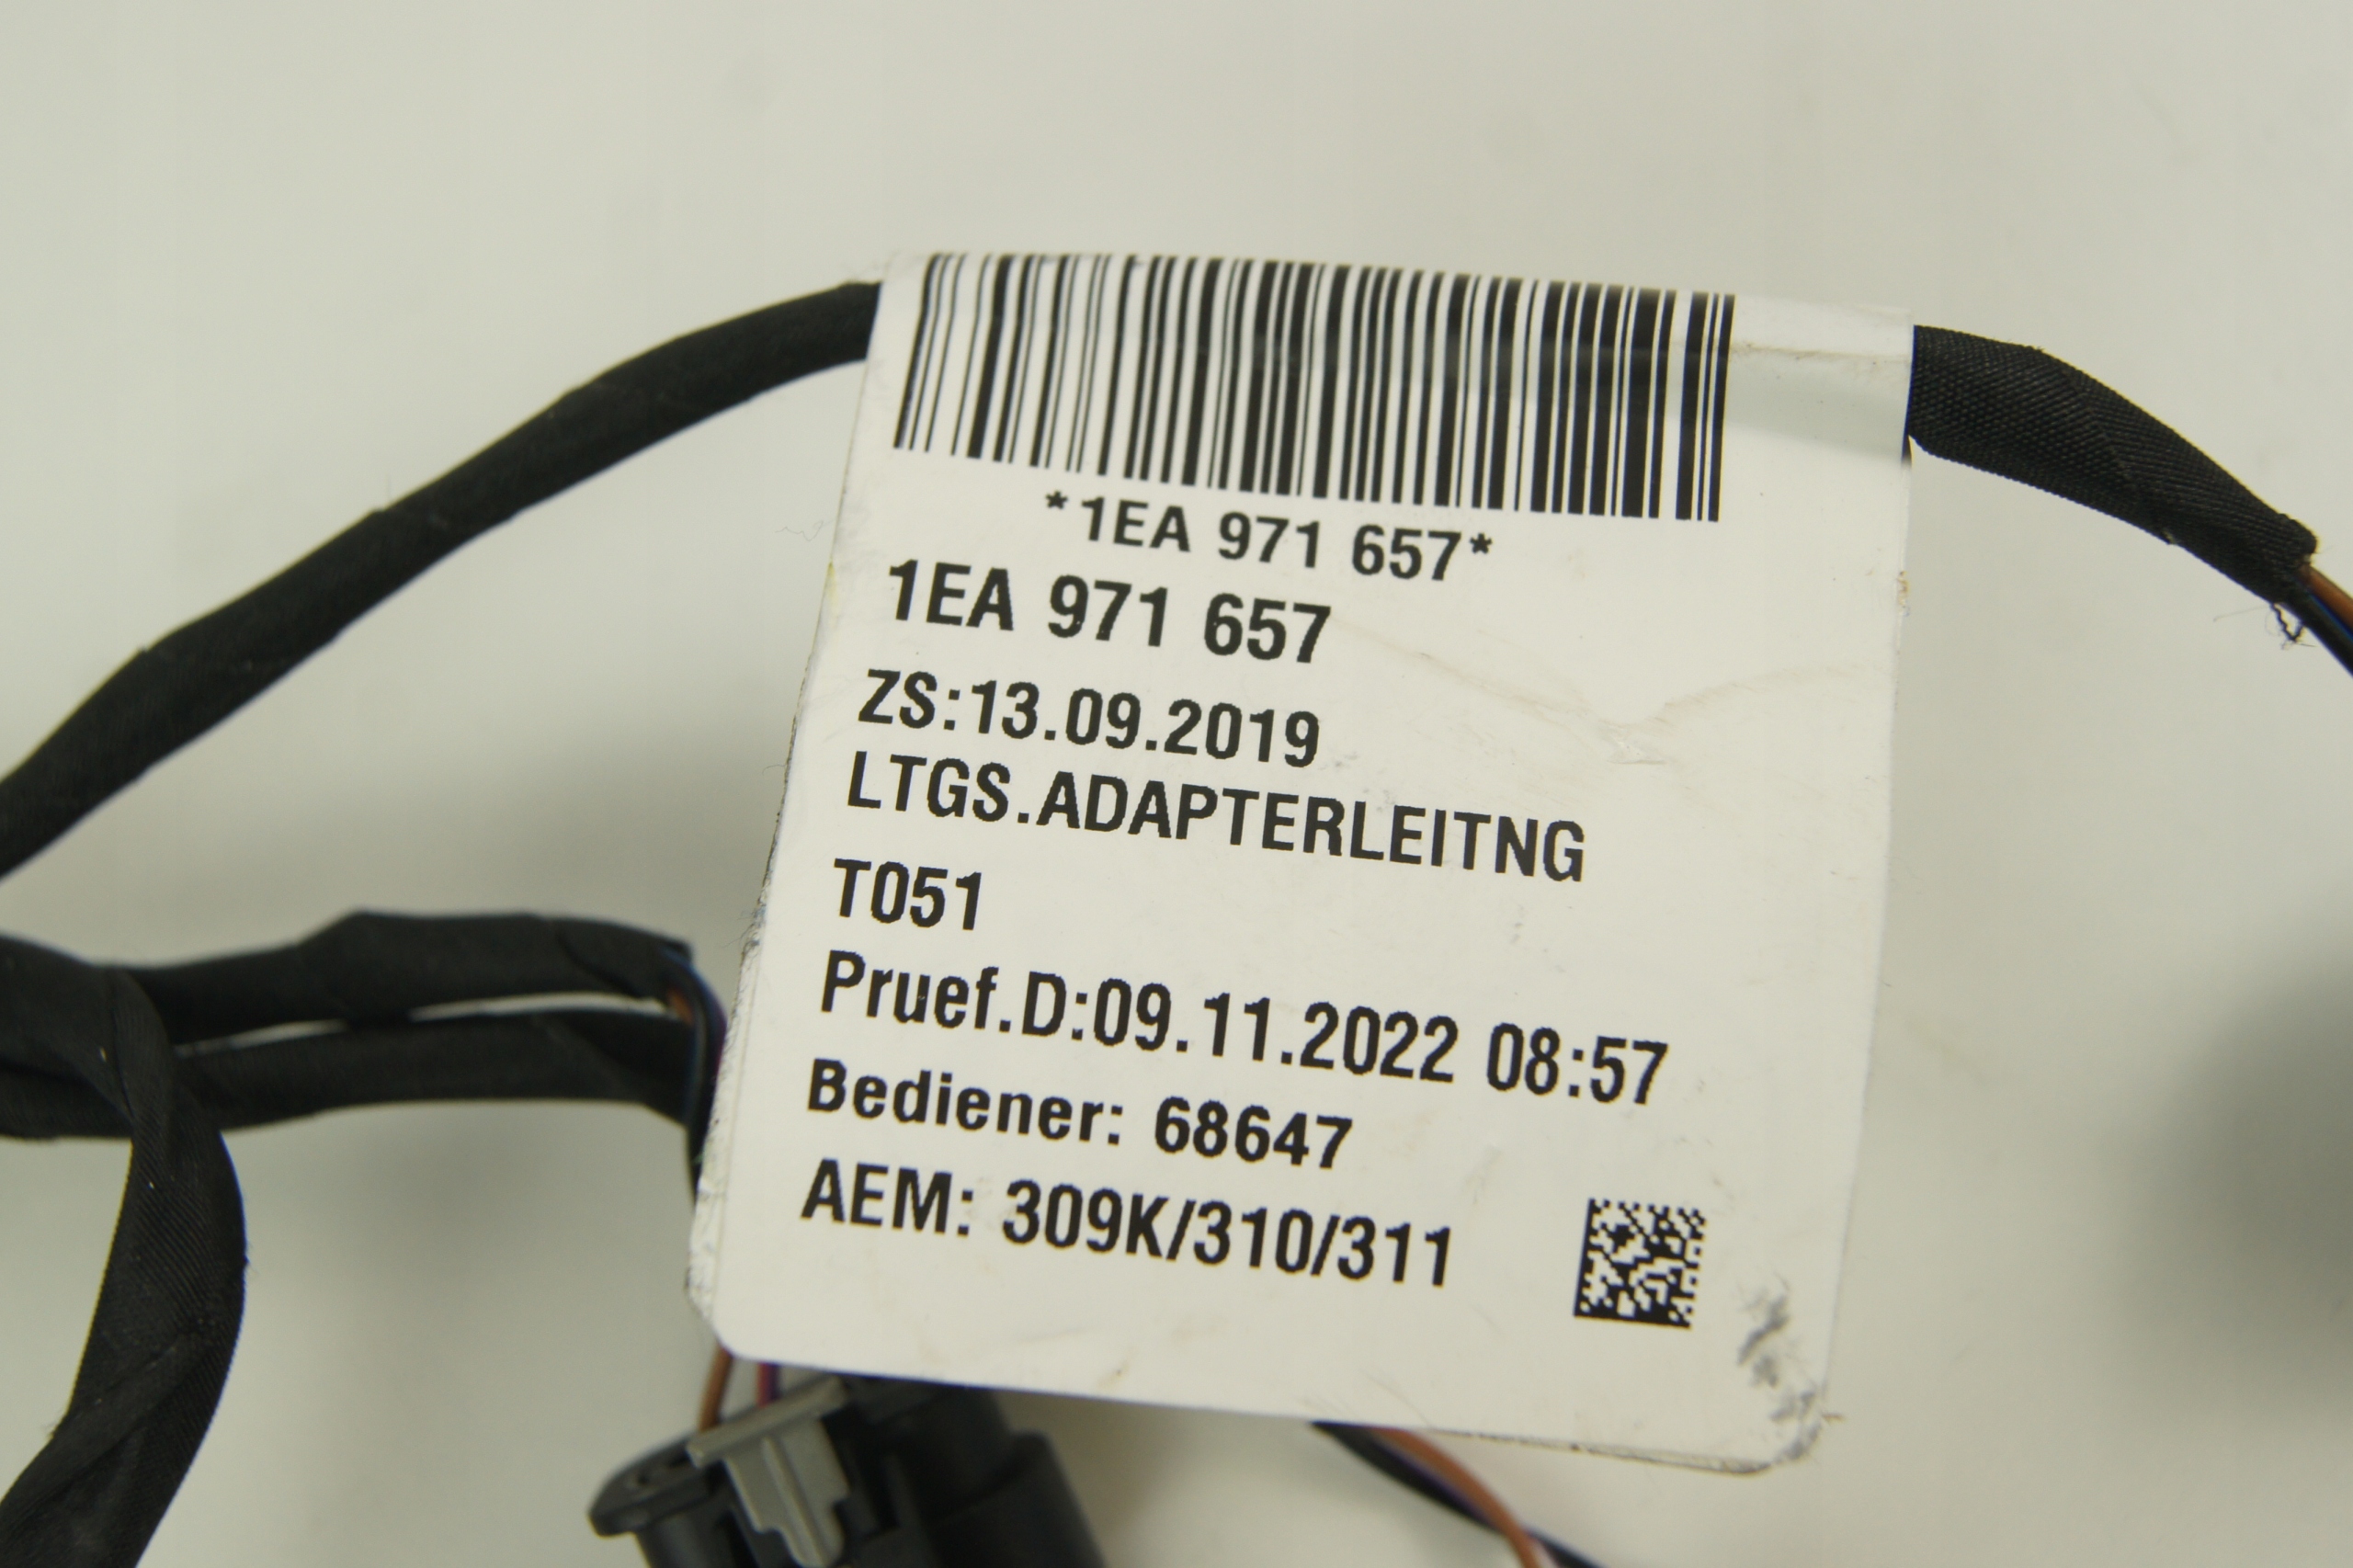 *1EA 971 657*
1EA 971 657
ZS:13.09.2019
LTGS.ADAPTERLEITNG
T051
Pruef.D:09.11.2022 08:57
Bediener: 68647
AEM: 309K/310/311